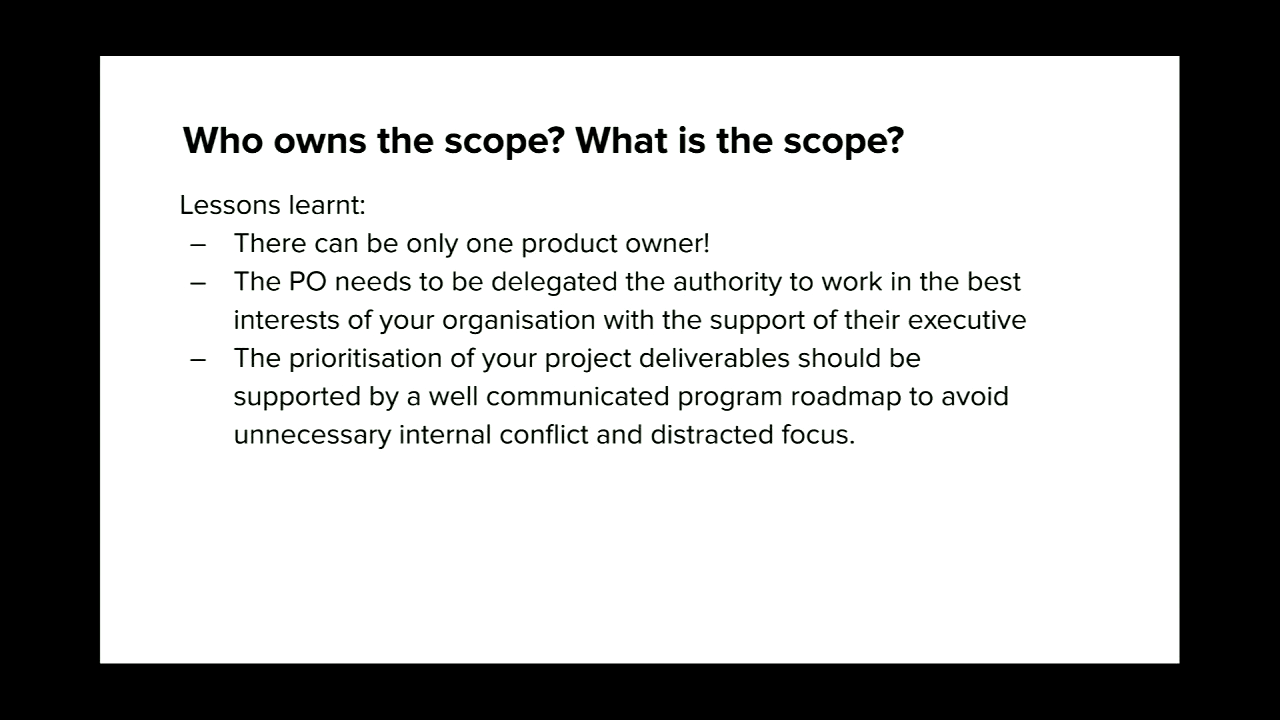 Who owns the scope? What is the scope?
Lessons learnt:
– There can be only one product owner!
– The PO needs to be delegated the authority to work in the best
interests of your organisation with the support of their executive
– The prioritisation of your project deliverables should be
supported by a well communicated program roadmap to avoid
unnecessary internal conflict and distracted focus.